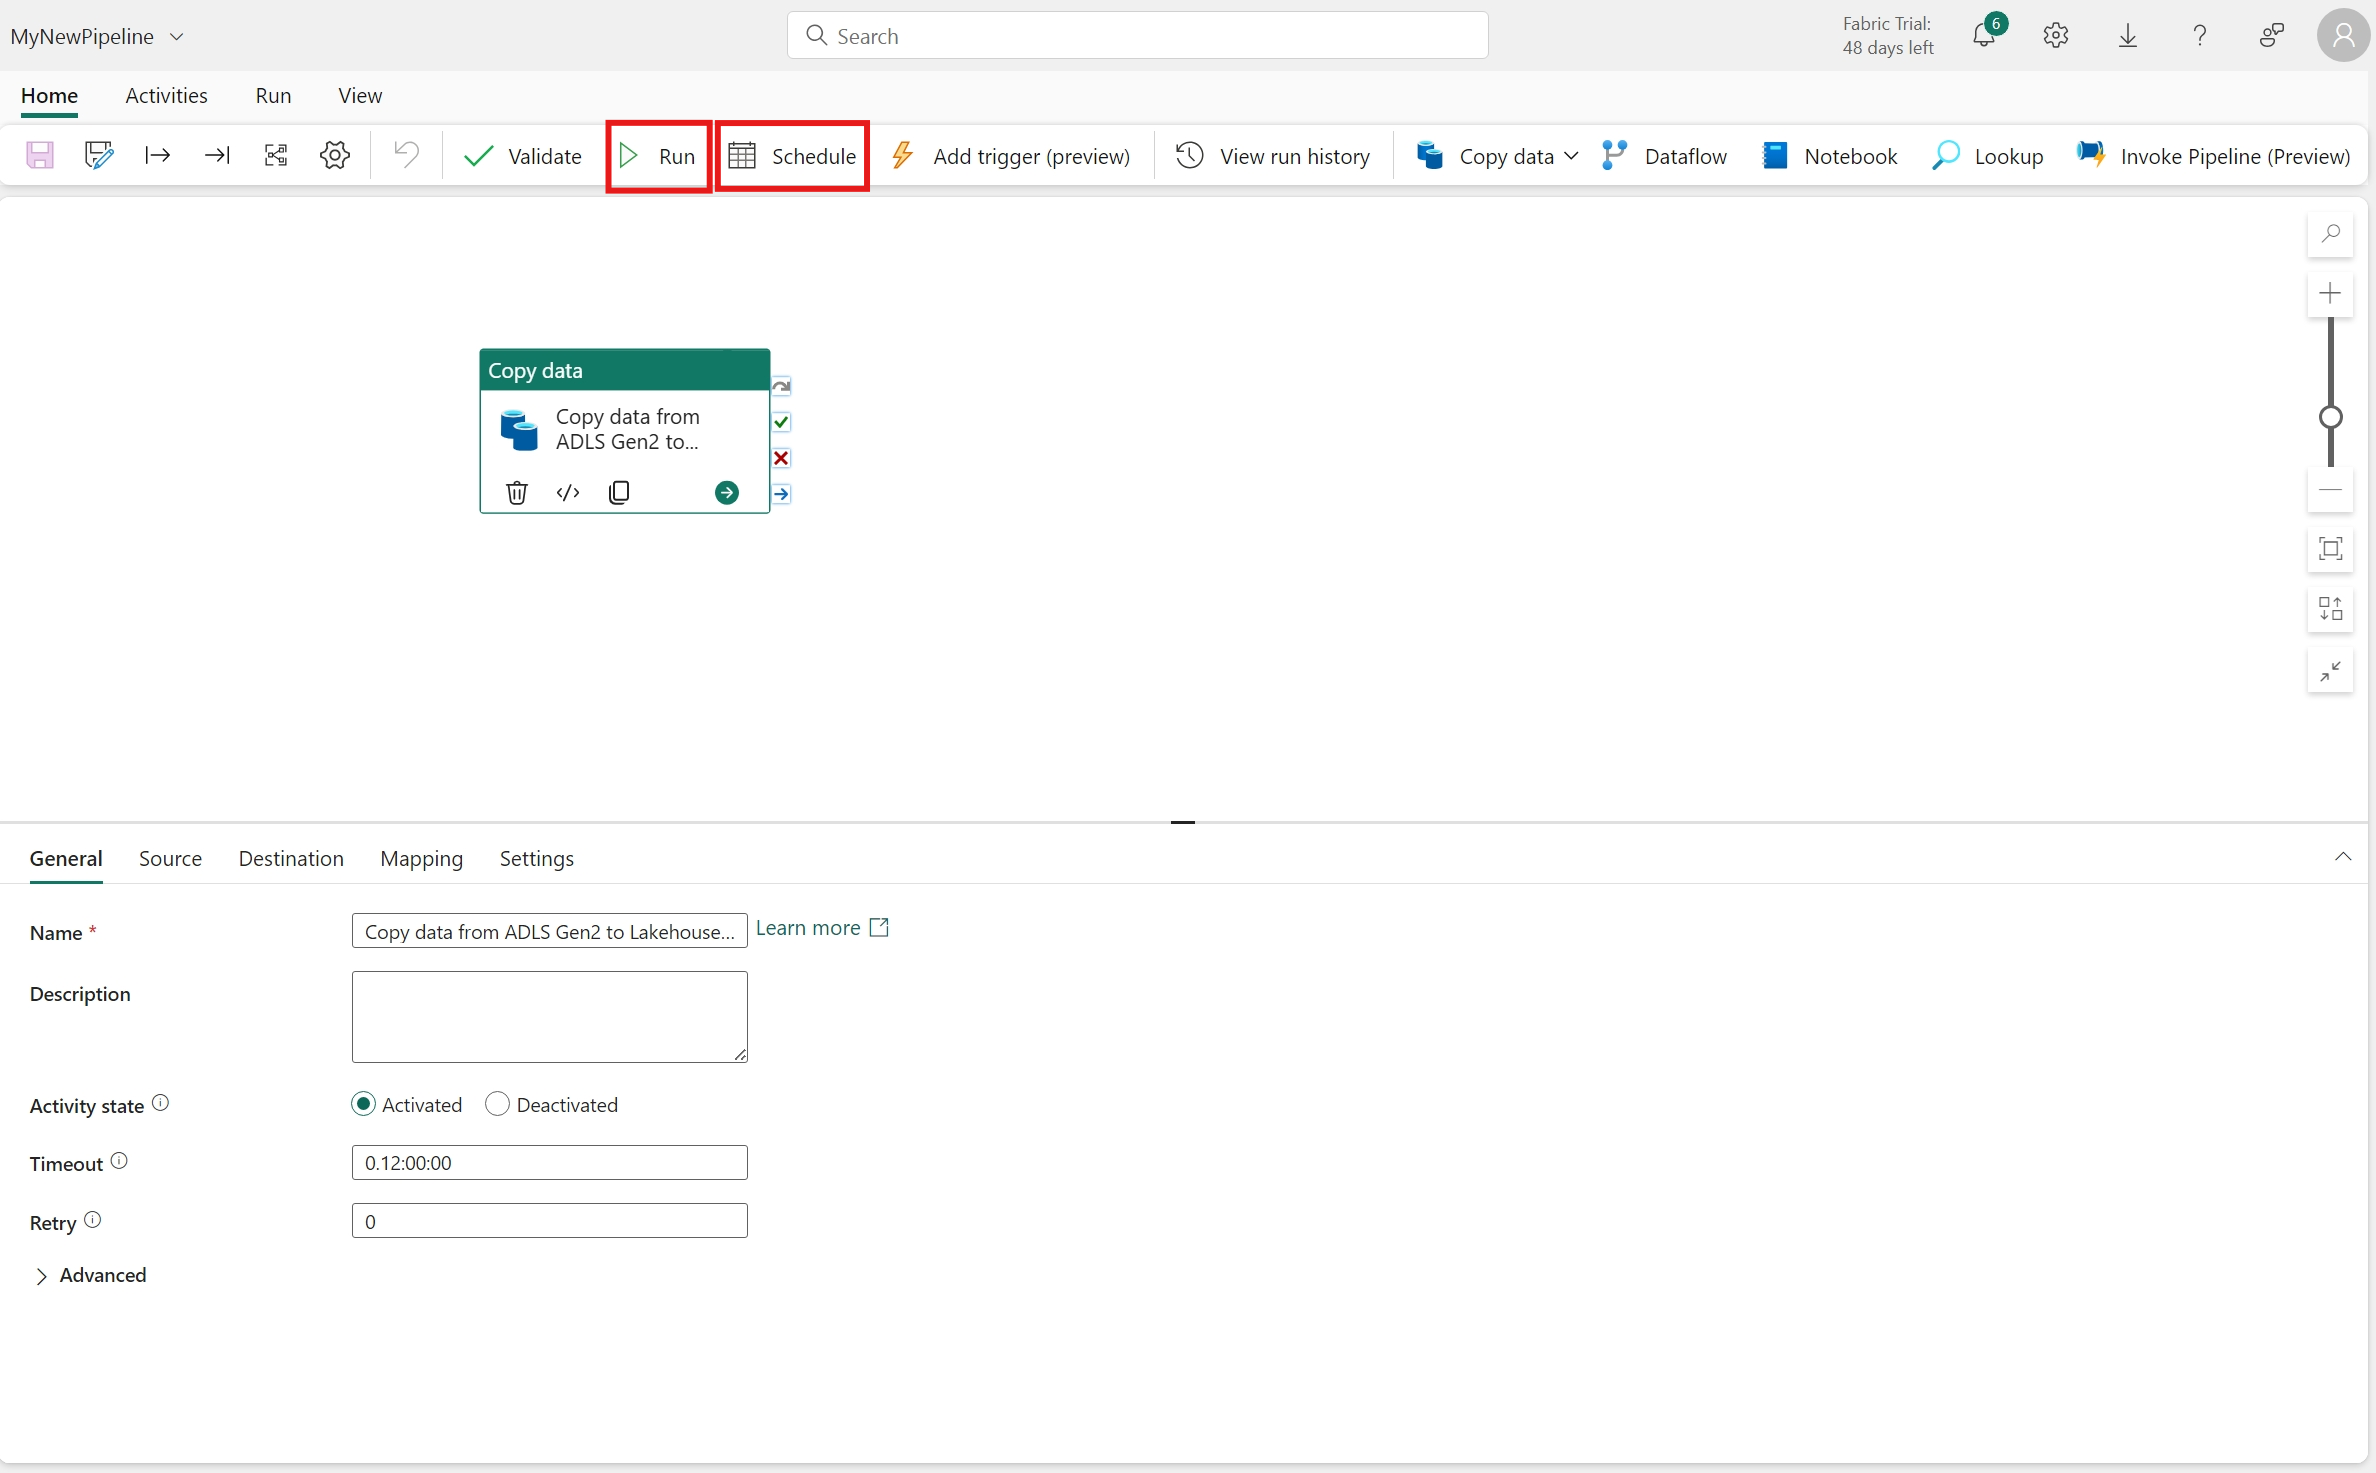 MyNewPipeline
Search
Fabric Trial:
48 days left
6
Home Activities Run View
Validate Run Schedule Add trigger (preview) View run history Copy data Dataflow Notebook Lookup Invoke Pipeline (Preview)
Copy data
Copy data from
ADLS Gen2 to...
General Source Destination Mapping Settings
Name * Copy data from ADLS Gen2 to Lakehouse... Learn more
Description
Activity state Activated Deactivated
Timeout 0.12:00:00
Retry 0
Advanced